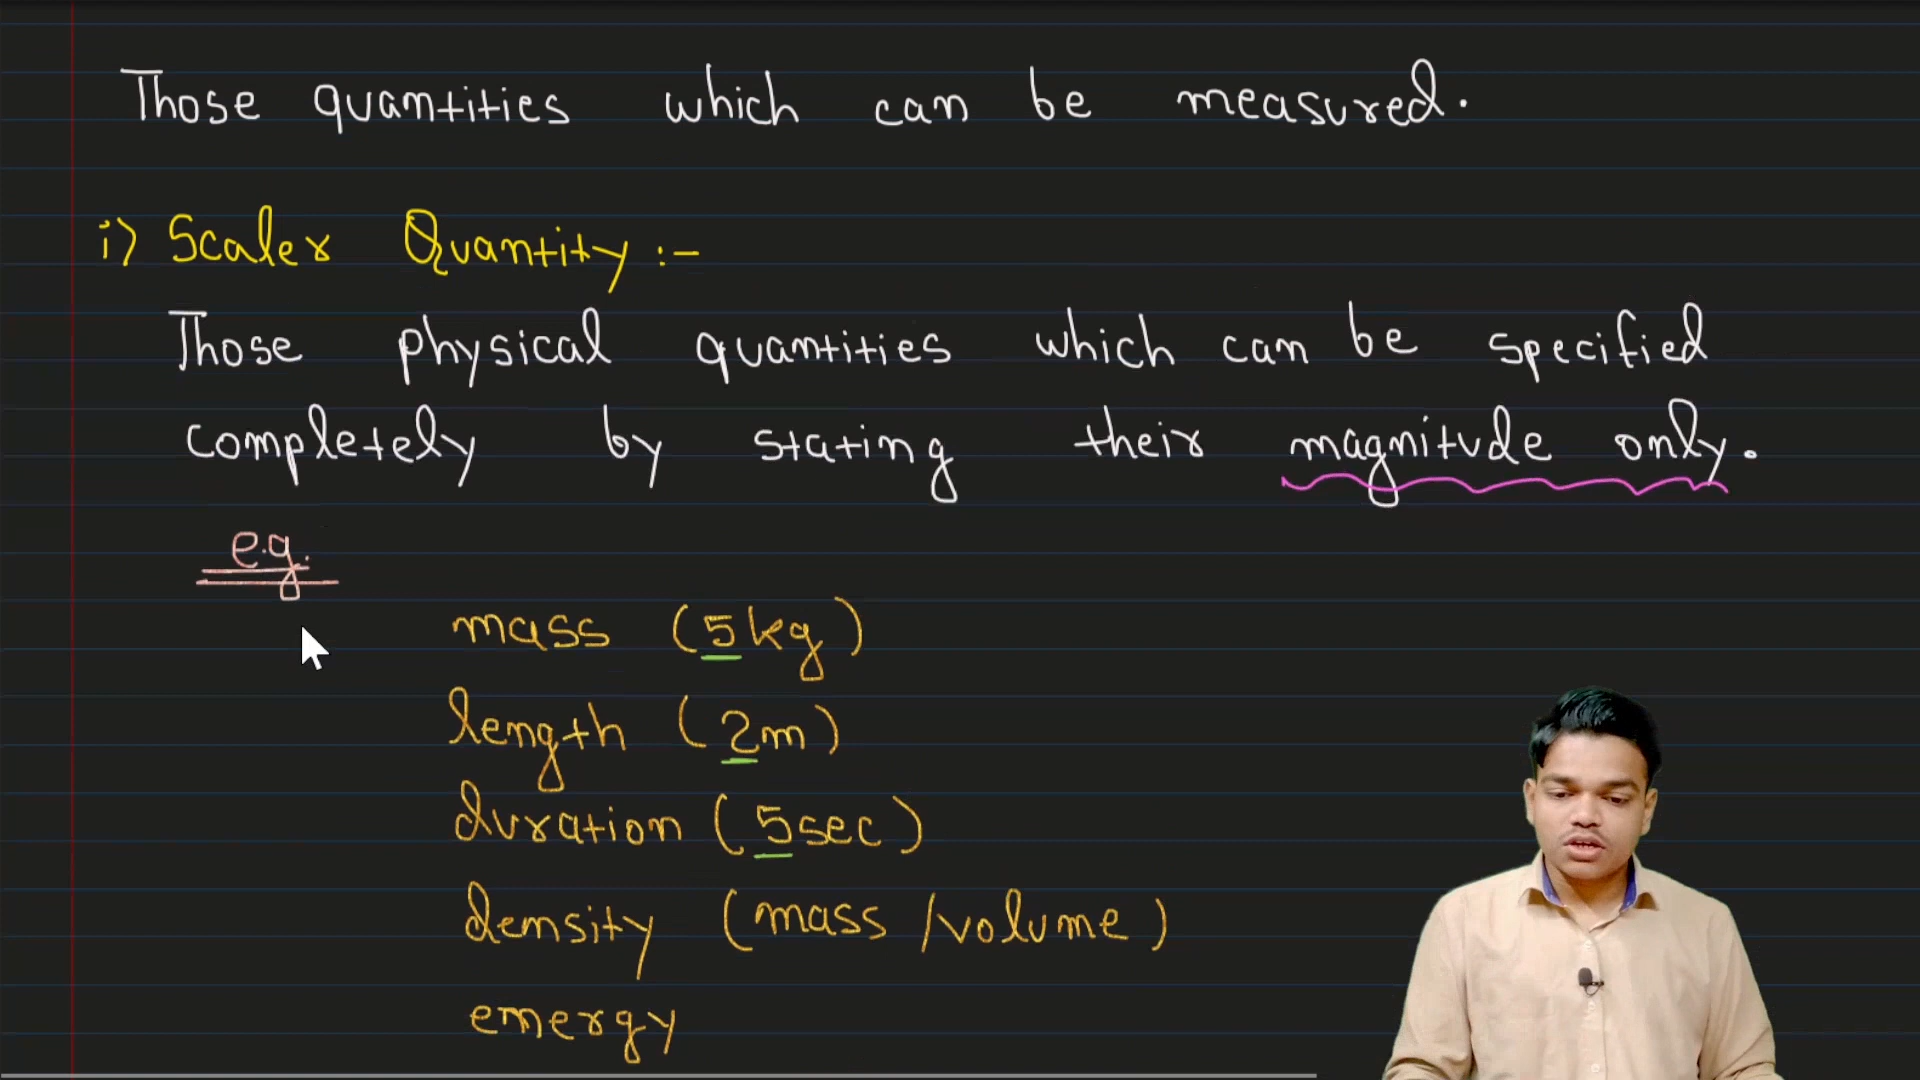 Those quantities which can be measured.
i) Scaler Quantity :-
Those physical quantities which can be specified
completely by stating their magnitude only.
e.g.
mass (5kg)
length (2m)
duration (5sec)
density (mass/volume)
energy